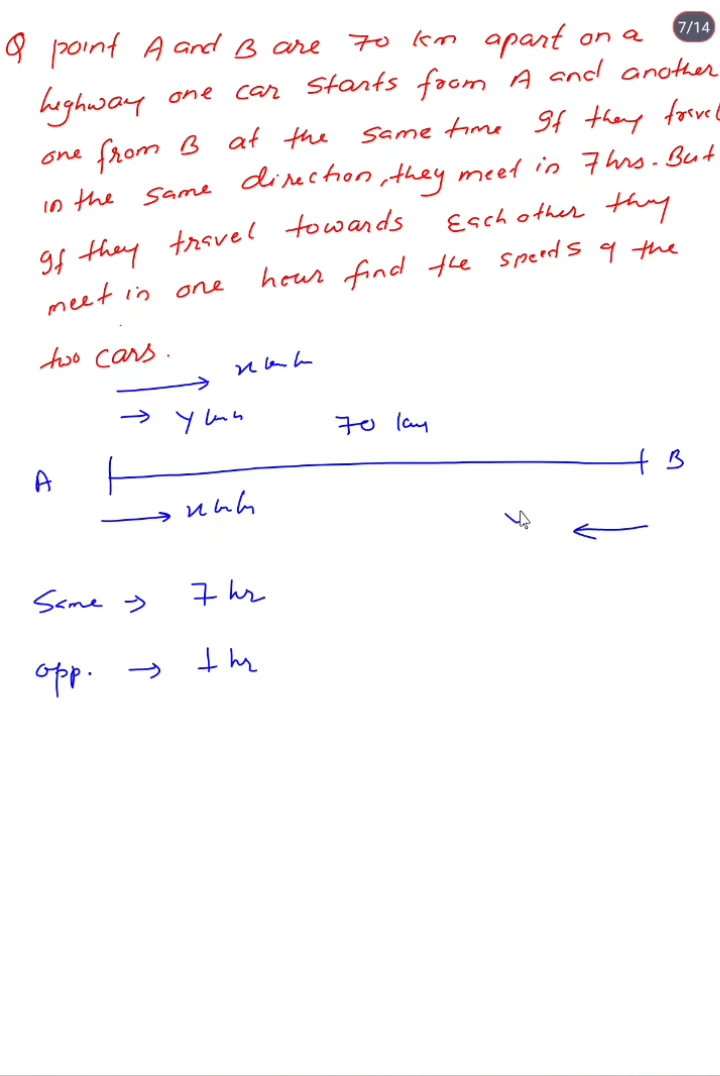 7/14
Q point A and B are 70 km apart on a
highway one car starts from A and another
one from B at the same time If they travel
in the same direction, they meet in 7 hrs. But
If they travel towards Each other they
meet in one hour find the speeds of the
two cars.
x km/h
→ y km/h 70 km
A B
→ x km/h
Same → 7 hr
opp. → 1 hr